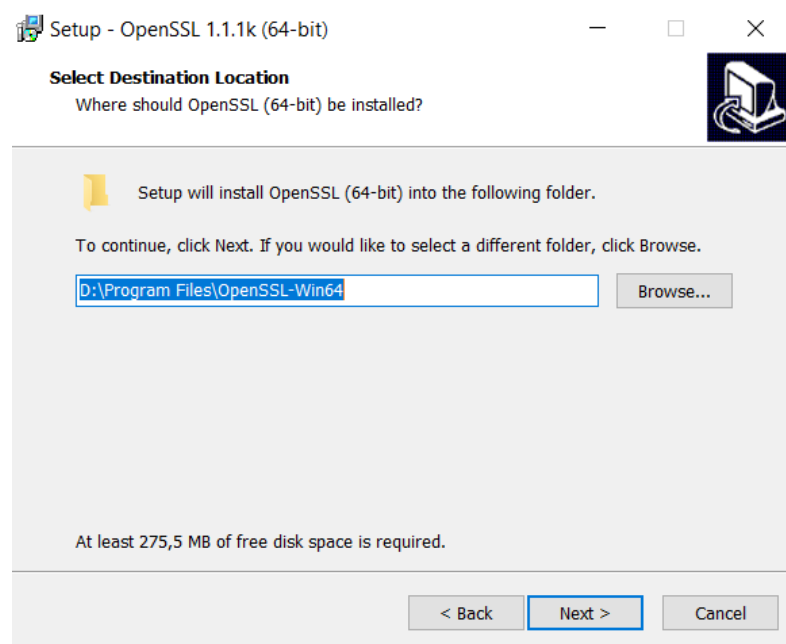 Setup - OpenSSL 1.1.1k (64-bit)
Select Destination Location
Where should OpenSSL (64-bit) be installed?
Setup will install OpenSSL (64-bit) into the following folder.
To continue, click Next. If you would like to select a different folder, click Browse.
D:\Program Files\OpenSSL-Win64
Browse...
At least 275,5 MB of free disk space is required.
< Back
Next >
Cancel